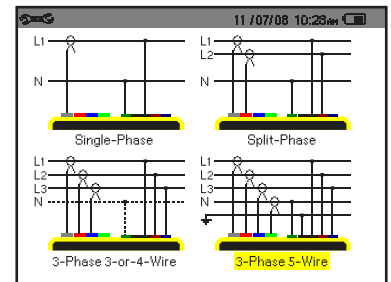 11/07/08 10:28am
L1
N
Single-Phase
L1
L2
N
Split-Phase
L1
L2
L3
N
3-Phase 3-or-4-Wire
L1
L2
L3
N
3-Phase 5-Wire